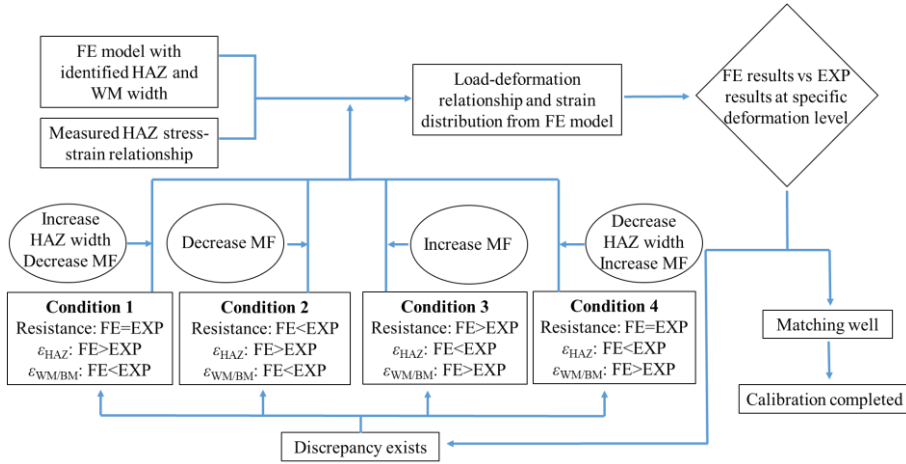 FE model with
identified HAZ and
WM width
Measured HAZ stress-
strain relationship
Load-deformation
relationship and strain
distribution from FE model
FE results vs EXP
results at specific
deformation level
Increase
HAZ width
Decrease MF
Decrease MF
Increase MF
Decrease
HAZ width
Increase MF
Condition 1
Resistance: FE=EXP
εHAZ: FE>EXP
εWM/BM: FE<EXP
Condition 2
Resistance: FE<EXP
εHAZ: FE>EXP
εWM/BM: FE<EXP
Condition 3
Resistance: FE>EXP
εHAZ: FE<EXP
εWM/BM: FE>EXP
Condition 4
Resistance: FE=EXP
εHAZ: FE<EXP
εWM/BM: FE>EXP
Matching well
Calibration completed
Discrepancy exists